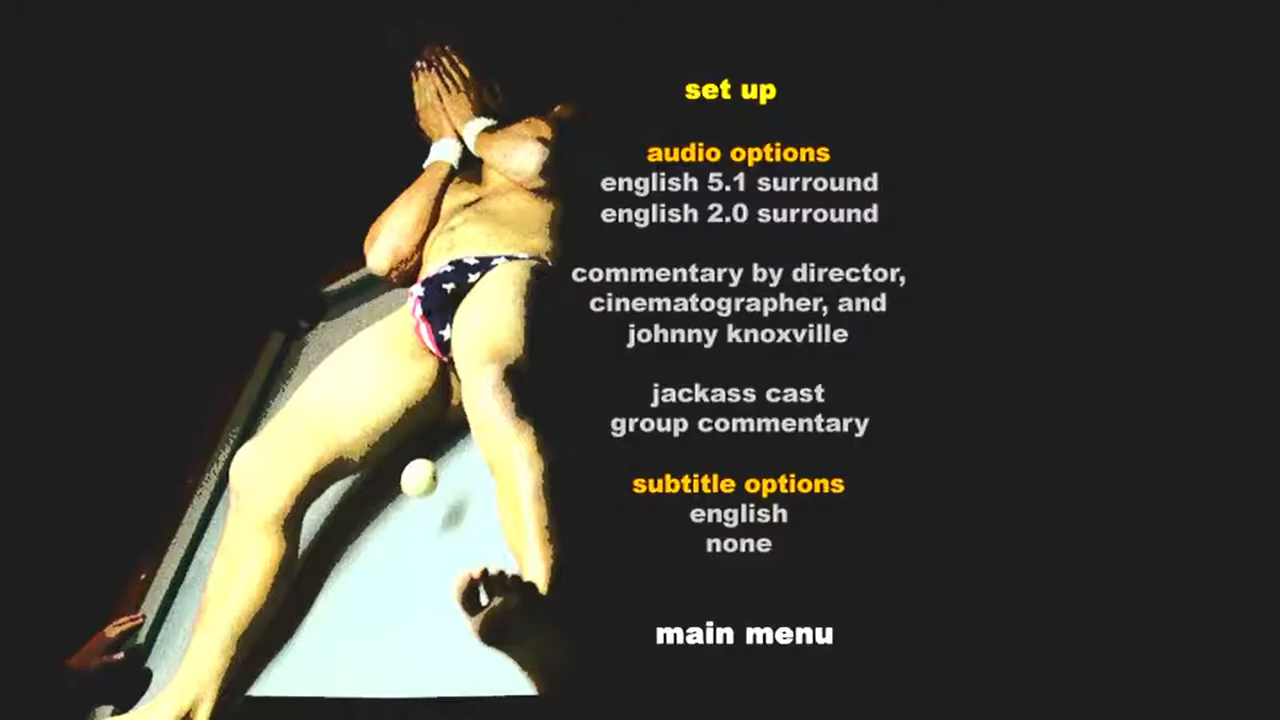 set up
audio options
english 5.1 surround
english 2.0 surround
commentary by director,
cinematographer, and
johnny knoxville
jackass cast
group commentary
subtitle options
english
none
main menu